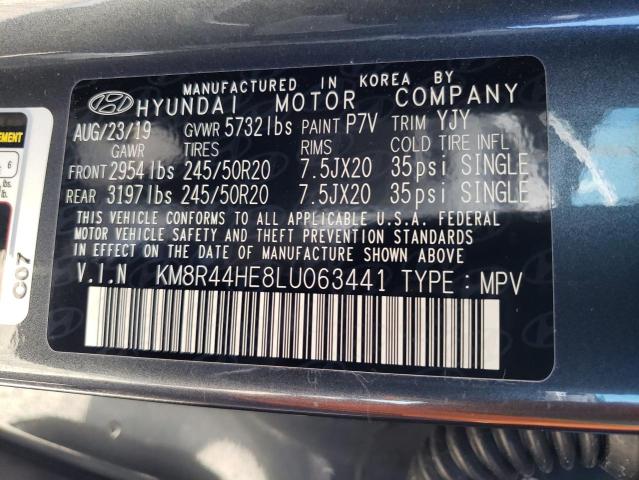 MANUFACTURED IN KOREA BY
HYUNDAI MOTOR COMPANY
AUG/23/19 GVWR 5732lbs PAINT P7V TRIM YJY
GAWR TIRES RIMS COLD TIRE INFL
FRONT 2954lbs 245/50R20 7.5JX20 35psi SINGLE
REAR 3197lbs 245/50R20 7.5JX20 35psi SINGLE
THIS VEHICLE CONFORMS TO ALL APPLICABLE U.S.A. FEDERAL
MOTOR VEHICLE SAFETY AND THEFT PREVENTION STANDARDS
IN EFFECT ON THE DATE OF MANUFACTURE SHOWN ABOVE.
V.I.N KM8R44HE8LU063441 TYPE : MPV
C07
6
lbs.